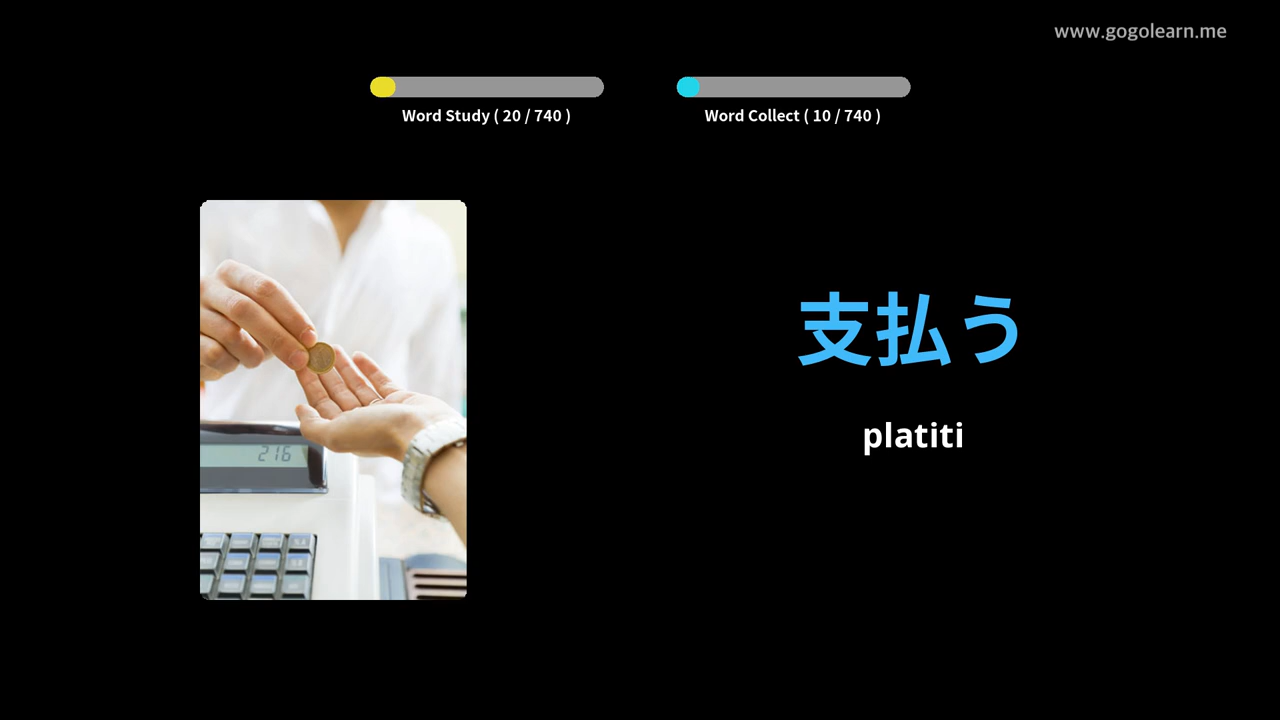 www.gogolearn.me
Word Study ( 20 / 740 )
Word Collect ( 10 / 740 )
216
支払う
platiti